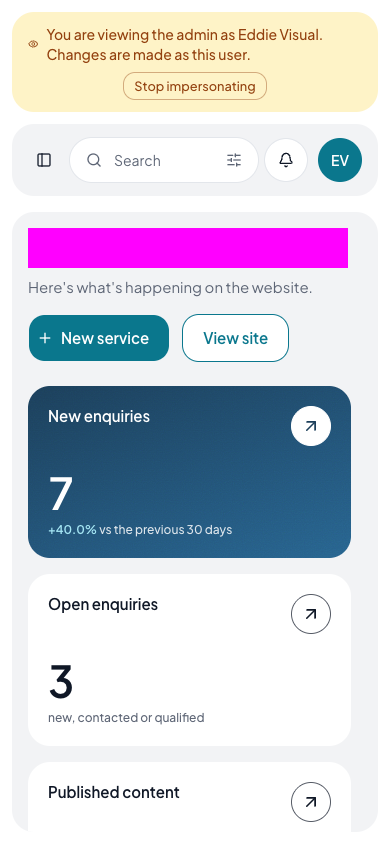 You are viewing the admin as Eddie Visual.
Changes are made as this user.
Stop impersonating
Search
EV
Here's what's happening on the website.
+ New service
View site
New enquiries
7
+40.0% vs the previous 30 days
Open enquiries
3
new, contacted or qualified
Published content